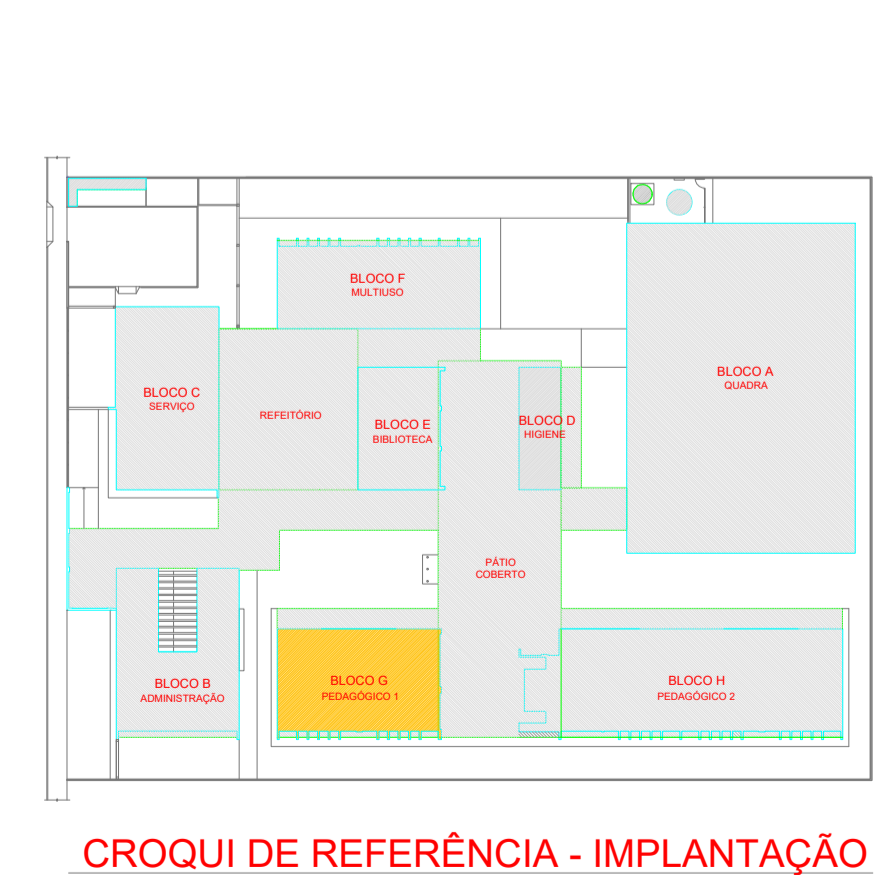 BLOCO F
MULTIUSO
BLOCO A
QUADRA
BLOCO C
SERVIÇO
REFEITÓRIO
BLOCO E
BIBLIOTECA
BLOCO D
HIGIENE
PÁTIO
COBERTO
BLOCO B
ADMINISTRAÇÃO
BLOCO G
PEDAGÓGICO 1
BLOCO H
PEDAGÓGICO 2
CROQUI DE REFERÊNCIA - IMPLANTAÇÃO